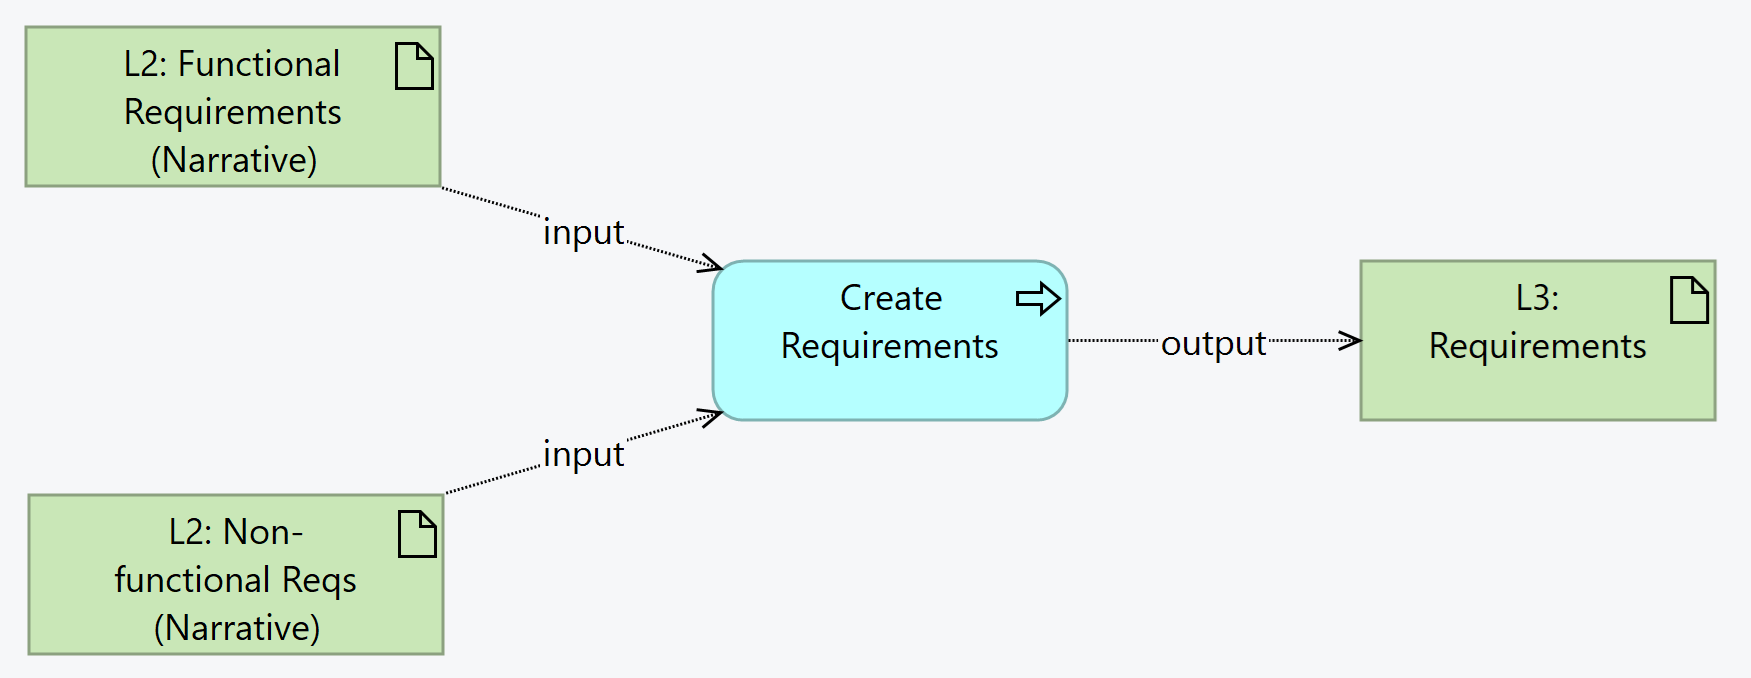 L2: Functional
Requirements
(Narrative)
input
Create
Requirements
output
L3:
Requirements
input
L2: Non-
functional Reqs
(Narrative)